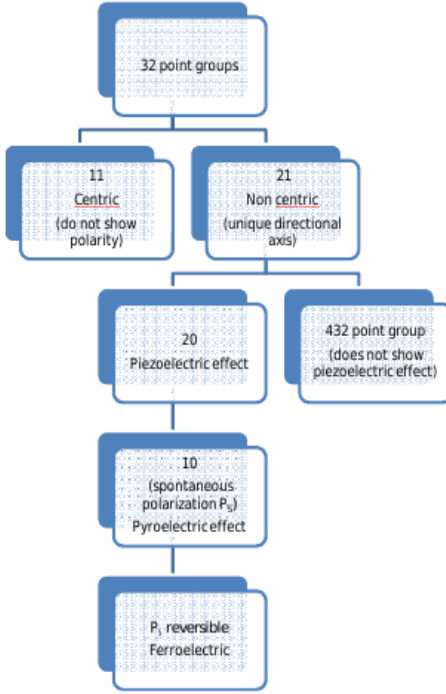 32 point groups
11
Centric
(do not show
polarity)
21
Non centric
(unique directional
axis)
20
Piezoelectric effect
432 point group
(does not show
piezoelectric effect)
10
(spontaneous
polarization Pₛ)
Pyroelectric effect
Pₛ reversible
Ferroelectric